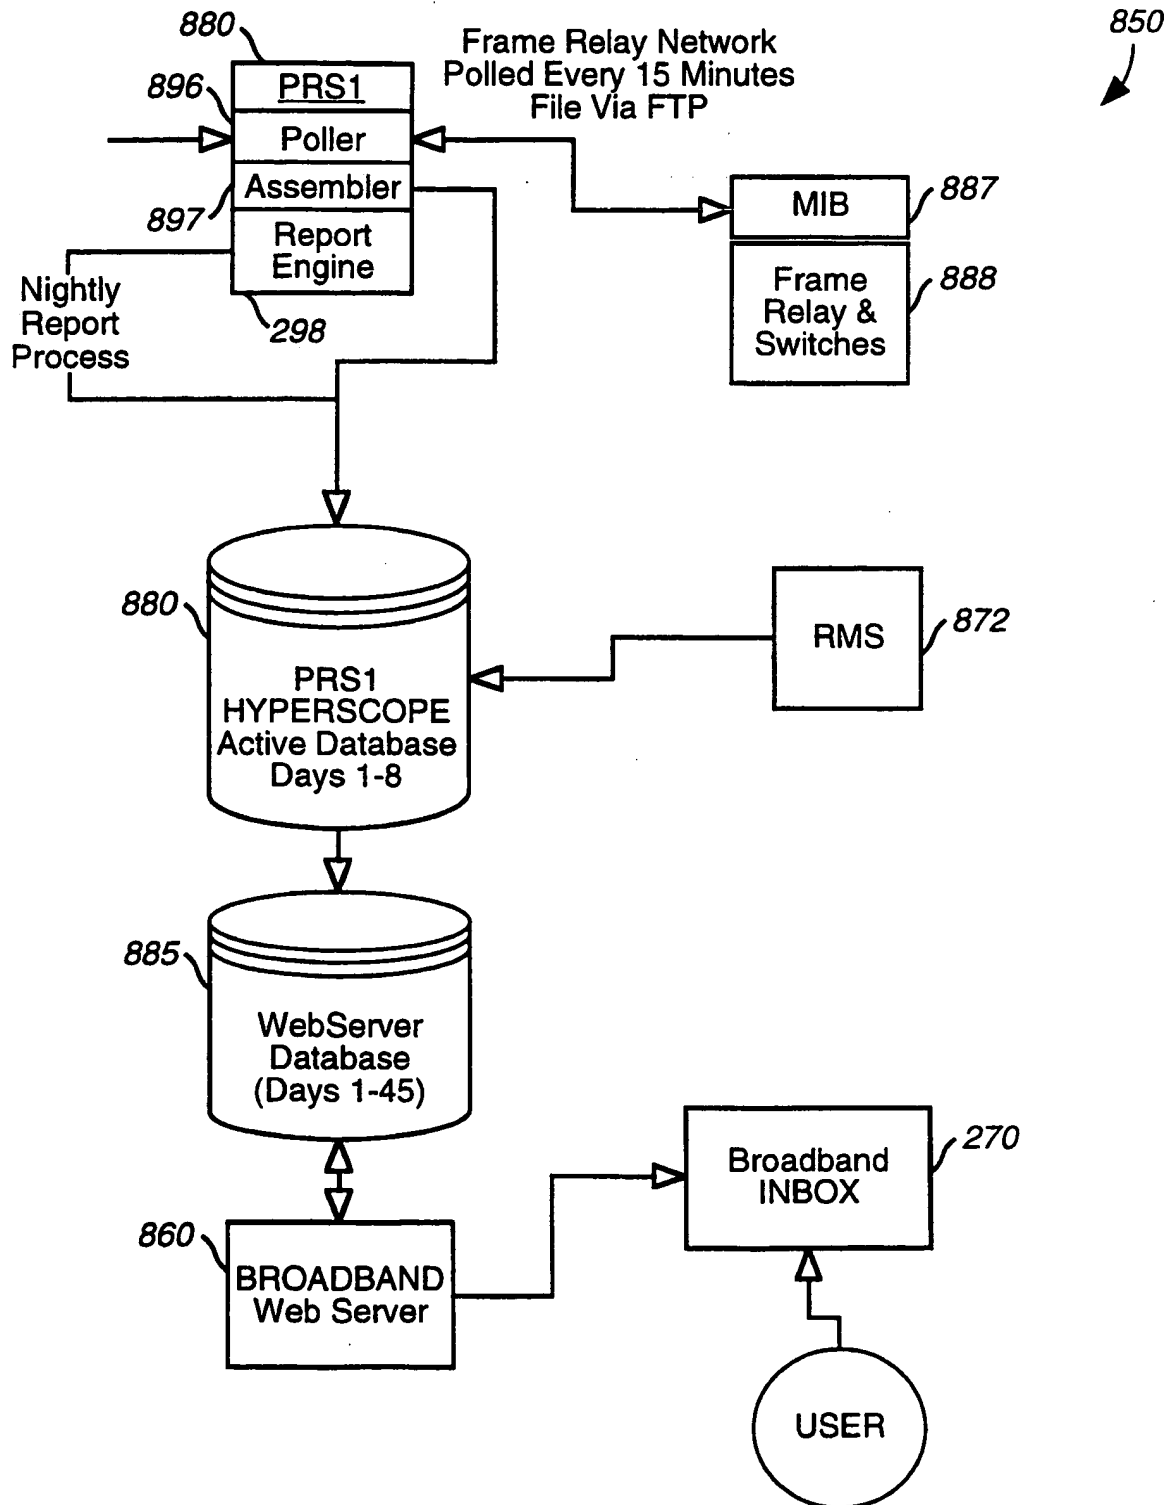 850
880
Frame Relay Network
Polled Every 15 Minutes
File Via FTP
PRS1
896
Poller
Assembler
897
Report
Engine
298
Nightly
Report
Process
MIB
887
Frame
Relay &
Switches
888
880
PRS1
HYPERSCOPE
Active Database
Days 1-8
RMS
872
885
WebServer
Database
(Days 1-45)
860
BROADBAND
Web Server
Broadband
INBOX
270
USER